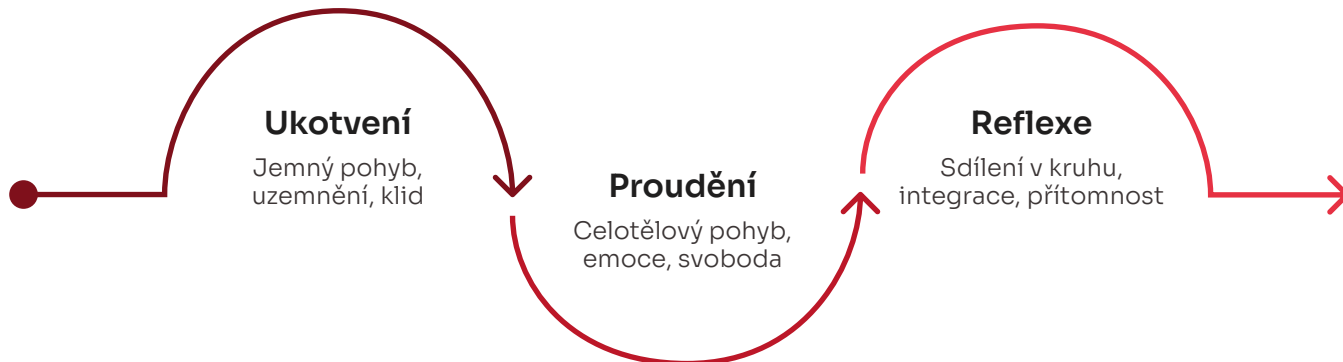 Ukotvení
Jemný pohyb,
uzemnění, klid
Proudění
Celotělový pohyb,
emoce, svoboda
Reflexe
Sdílení v kruhu,
integrace, přítomnost